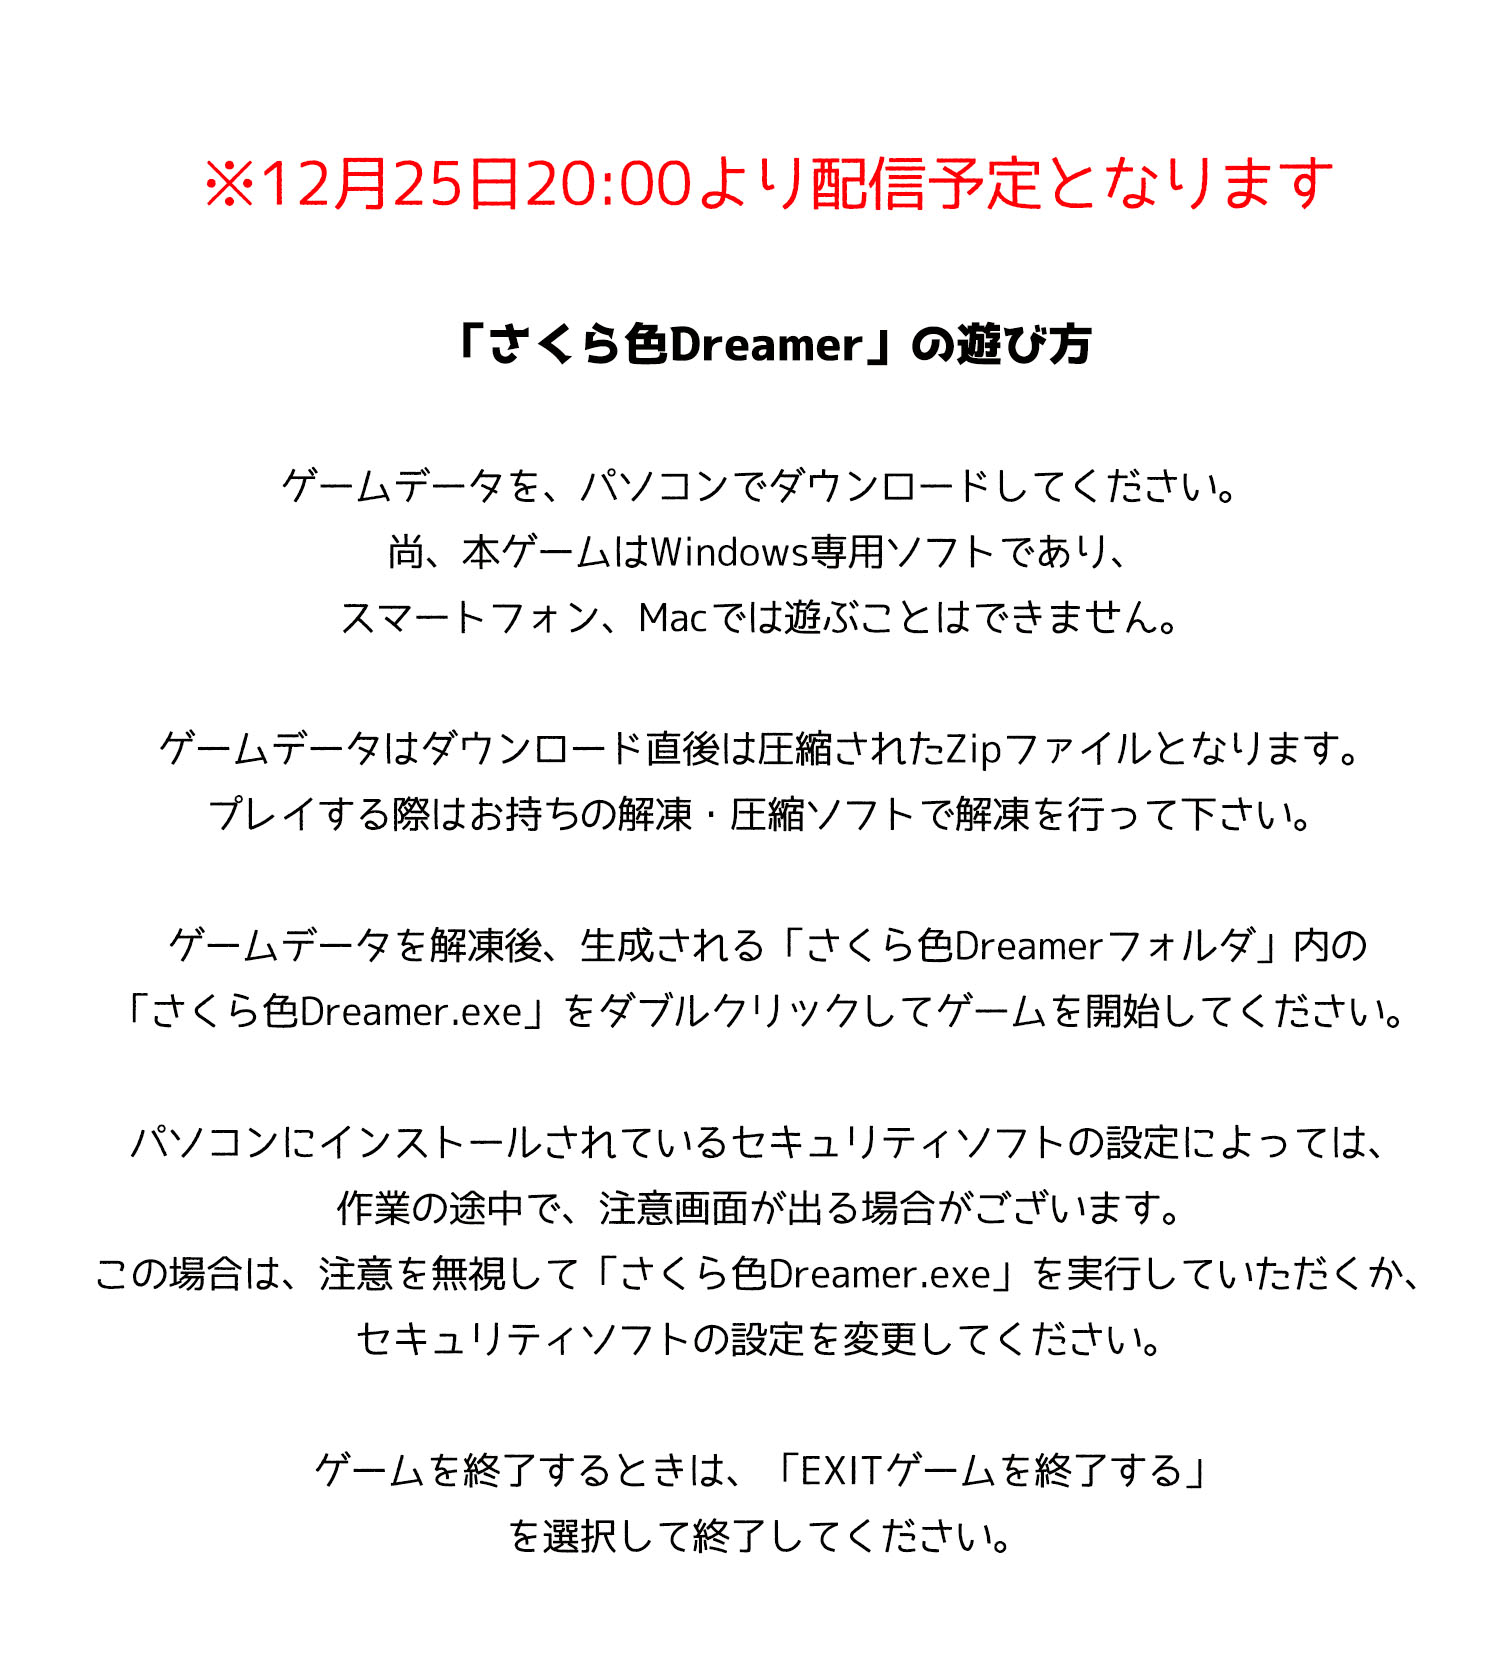 ※12月25日20:00より配信予定となります
「さくら色Dreamer」の遊び方
ゲームデータを、パソコンでダウンロードしてください。
尚、本ゲームはWindows専用ソフトであり、
スマートフォン、Macでは遊ぶことはできません。
ゲームデータはダウンロード直後は圧縮されたZipファイルとなります。
プレイする際はお持ちの解凍・圧縮ソフトで解凍を行って下さい。
ゲームデータを解凍後、生成される「さくら色Dreamerフォルダ」内の
「さくら色Dreamer.exe」をダブルクリックしてゲームを開始してください。
パソコンにインストールされているセキュリティソフトの設定によっては、
作業の途中で、注意画面が出る場合がございます。
この場合は、注意を無視して「さくら色Dreamer.exe」を実行していただくか、
セキュリティソフトの設定を変更してください。
ゲームを終了するときは、「EXITゲームを終了する」
を選択して終了してください。